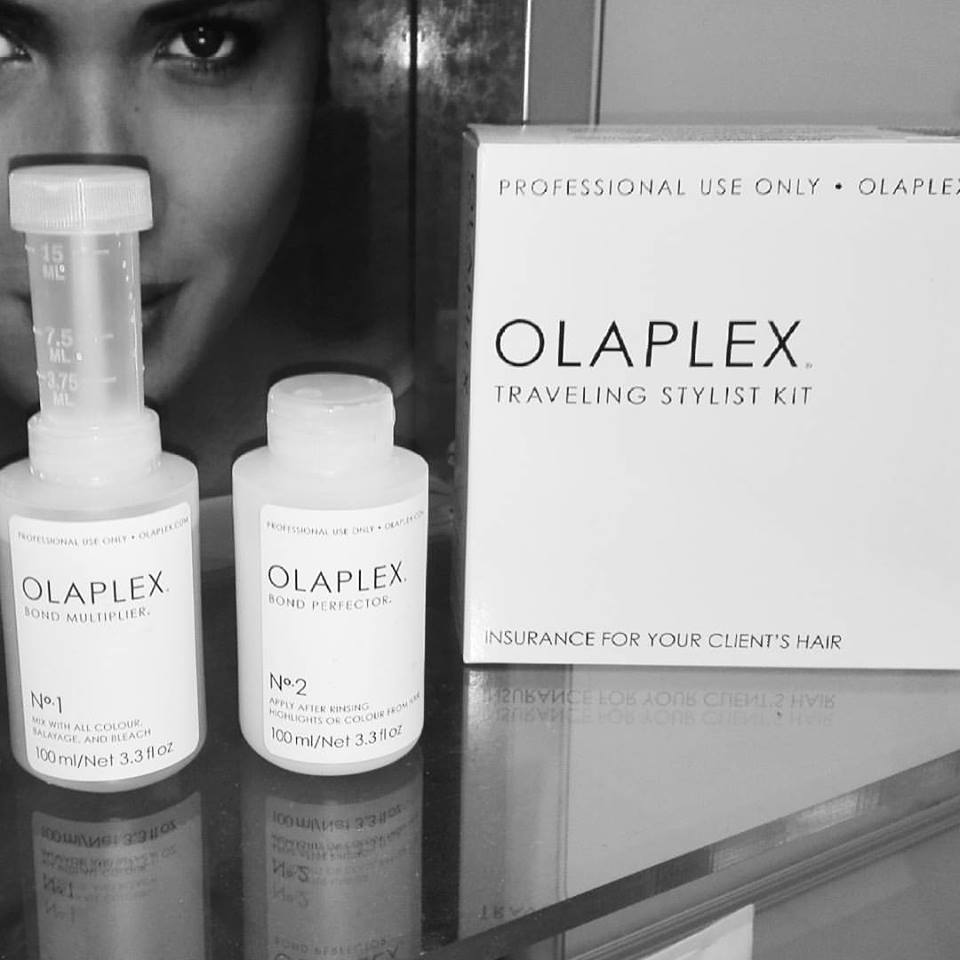 15
ML
7.5
ML
3.75
ML
PROFESSIONAL USE ONLY • OLAPLEX.COM
OLAPLEX.
BOND MULTIPLIER.
No.1
MIX WITH ALL COLOUR,
BALAYAGE, AND BLEACH
100 ml/Net 3.3 fl oz
PROFESSIONAL USE ONLY • OLAPLEX.CO
OLAPLEX.
BOND PERFECTOR.
No.2
APPLY AFTER RINSING
HIGHLIGHTS OR COLOUR FROM HAIR
100 ml/Net 3.3 fl oz
PROFESSIONAL USE ONLY • OLAPLEX
OLAPLEX
TRAVELING STYLIST KIT
INSURANCE FOR YOUR CLIENT'S HAIR